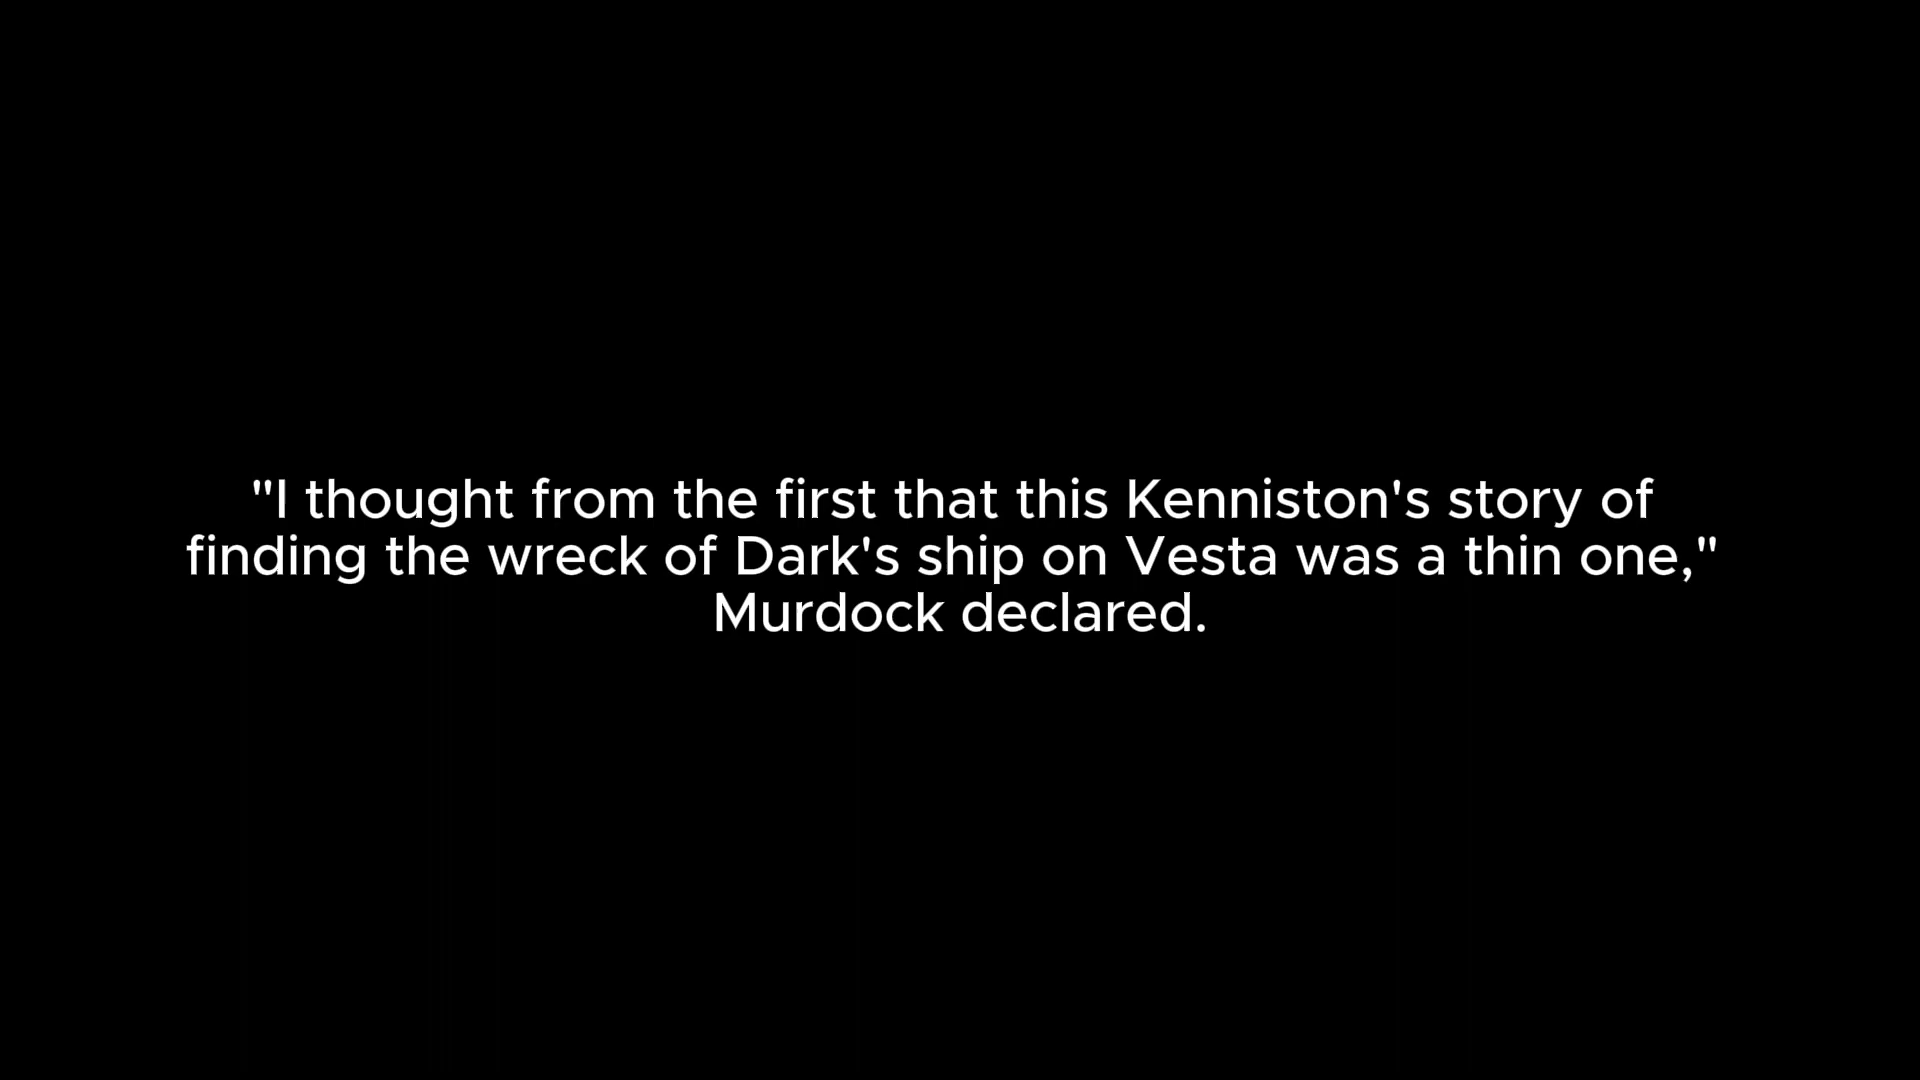 "I thought from the first that this Kenniston's story of
finding the wreck of Dark's ship on Vesta was a thin one,"
Murdock declared.